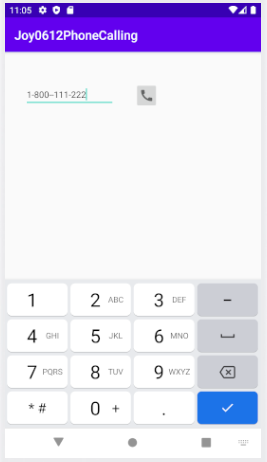 11:05
Joy0612PhoneCalling
1-800--111-222
1
2 ABC
3 DEF
-
4 GHI
5 JKL
6 MNO
7 PQRS
8 TUV
9 WXYZ
* #
0 +
.